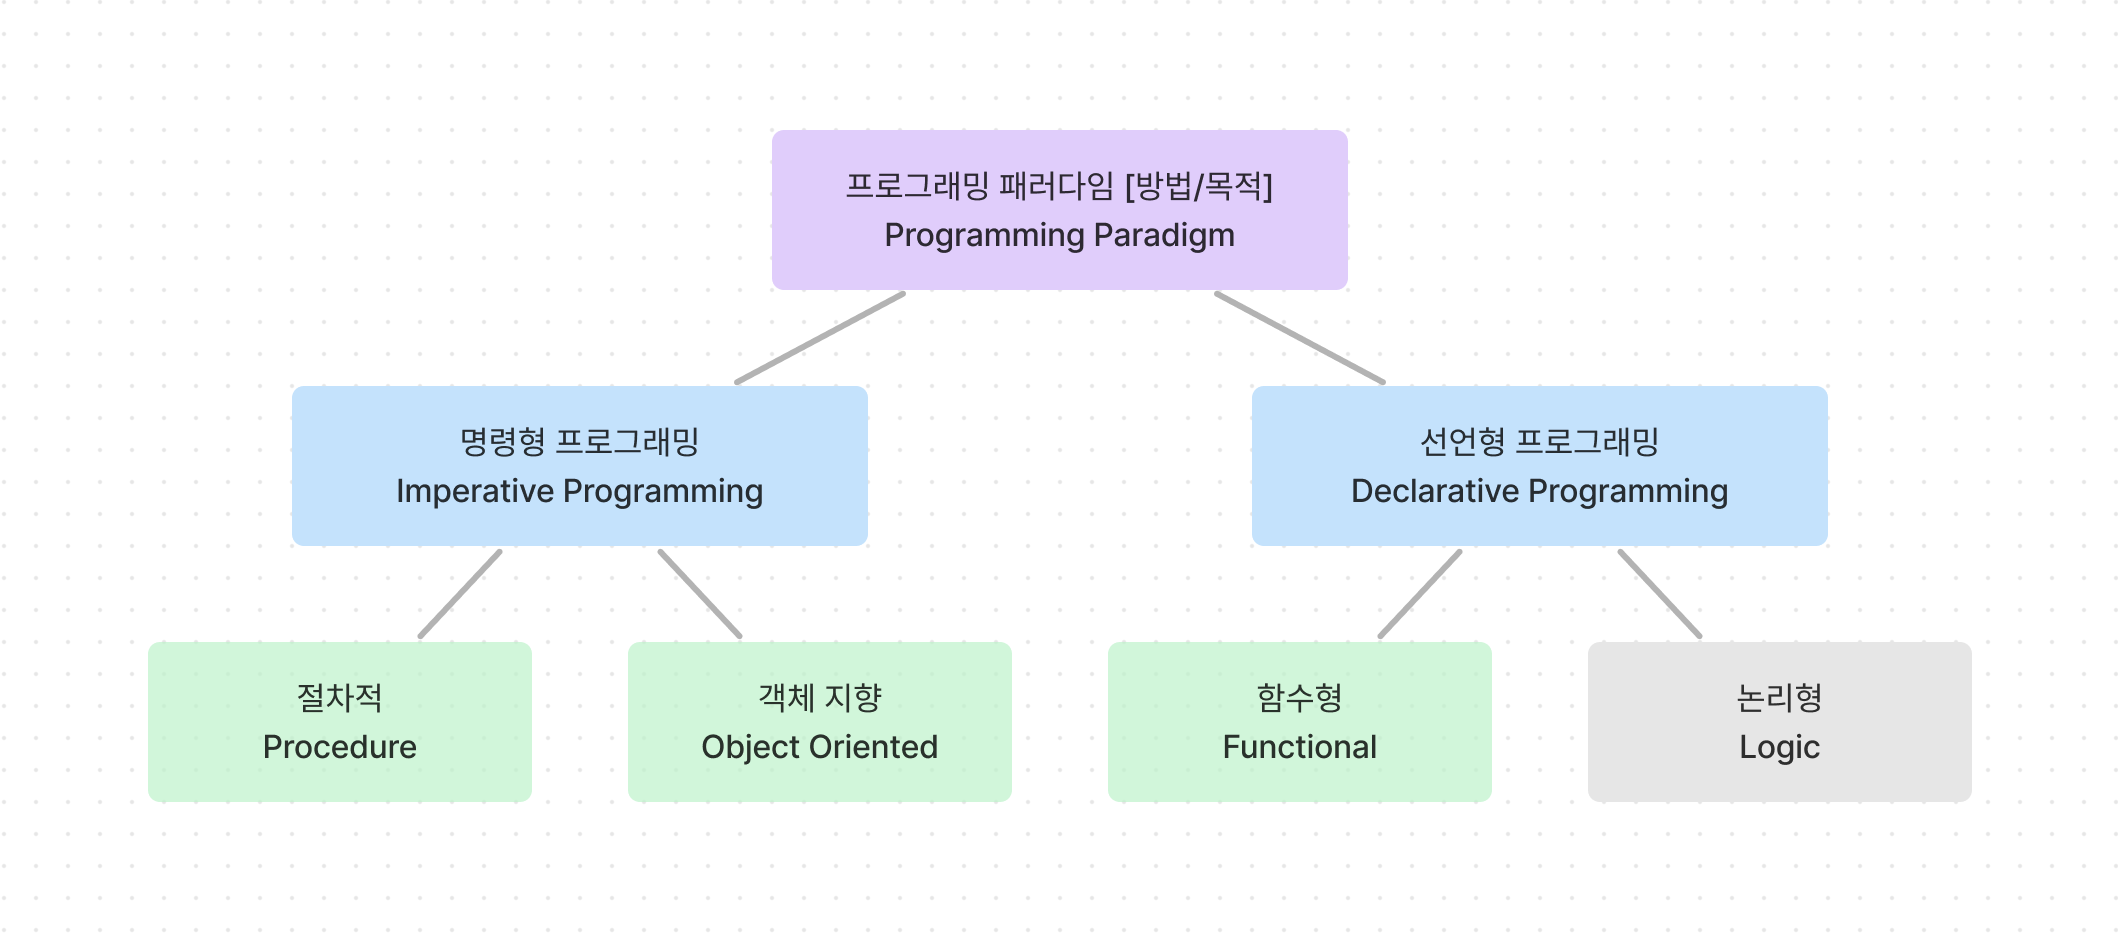 프로그래밍 패러다임 [방법/목적]
Programming Paradigm
명령형 프로그래밍
Imperative Programming
선언형 프로그래밍
Declarative Programming
절차적
Procedure
객체 지향
Object Oriented
함수형
Functional
논리형
Logic